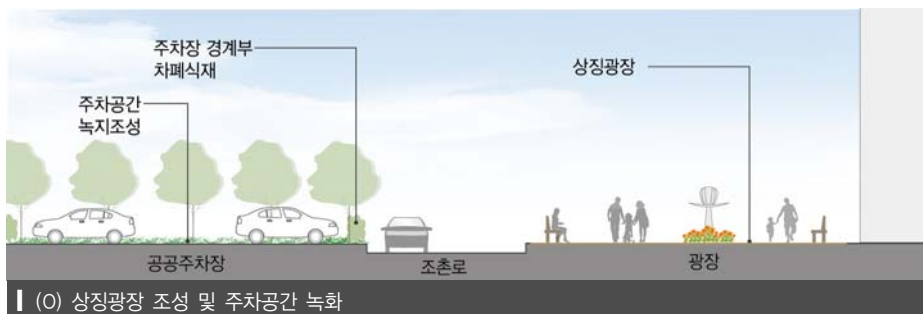 주차장 경계부
차폐식재
상징광장
주차공간
녹지조성
공공주차장
조촌로
광장
(O) 상징광장 조성 및 주차공간 녹화